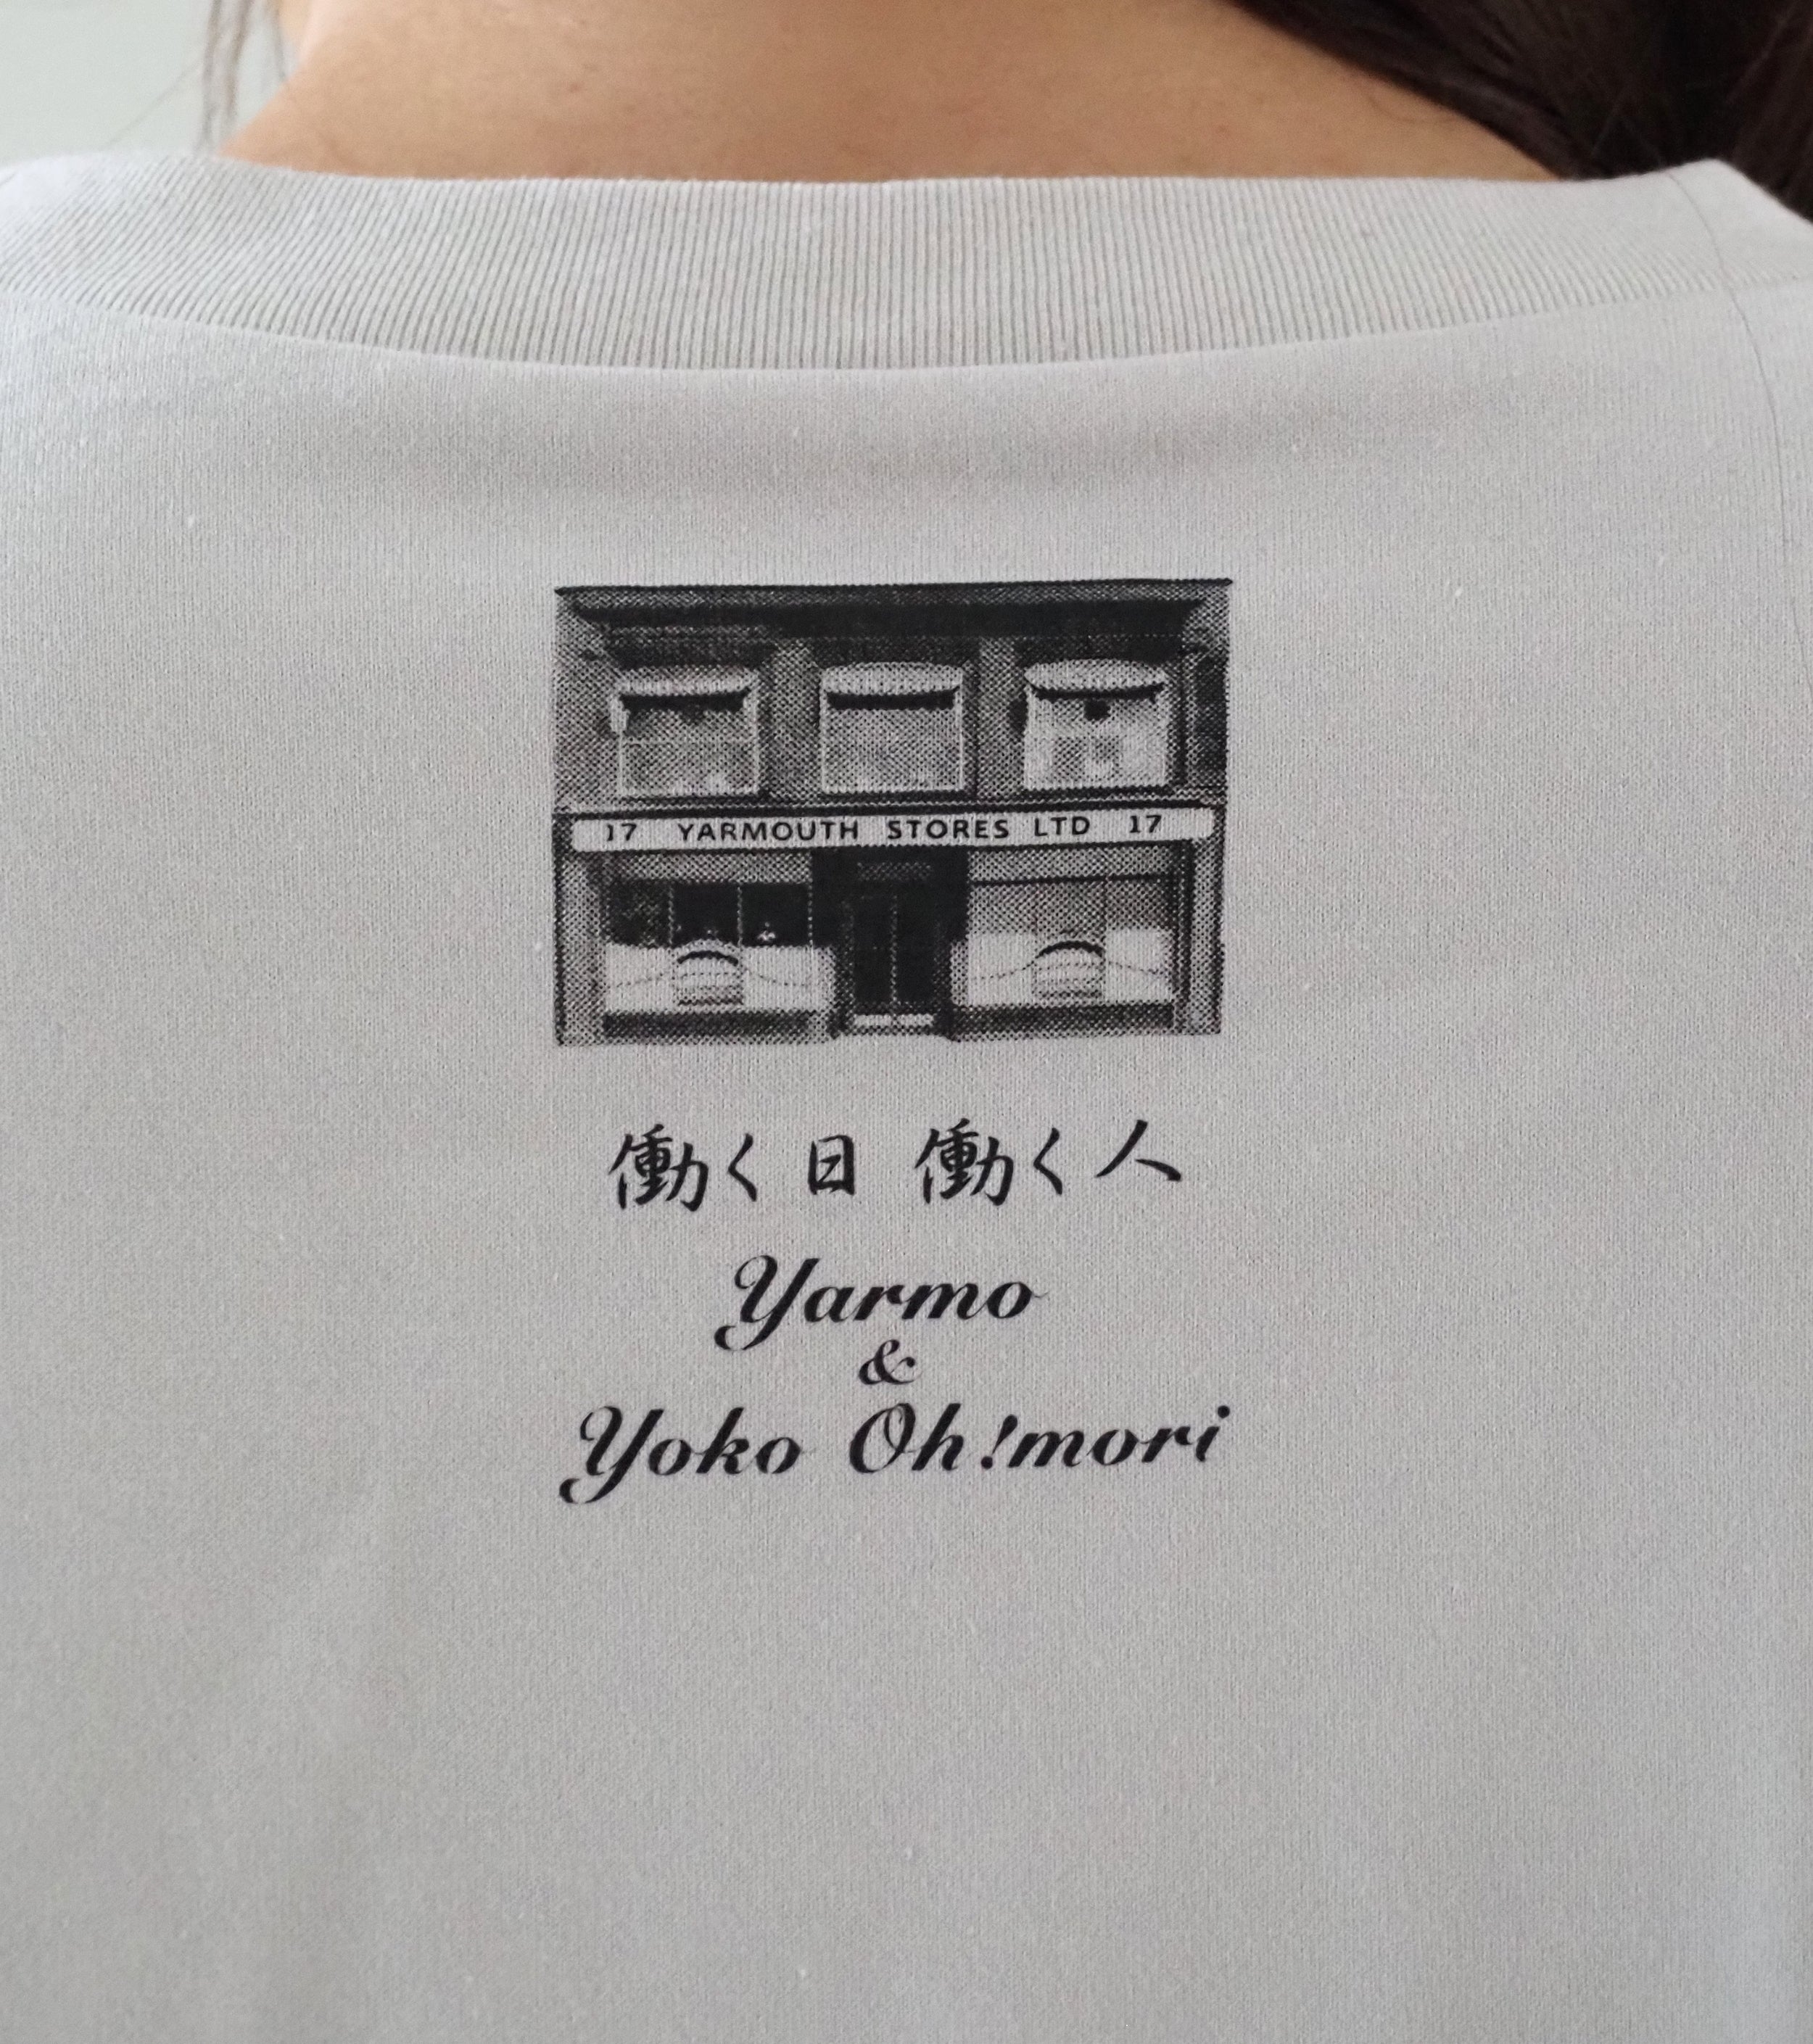 17 YARMOUTH STORES LTD 17
働く日 働く人
Yarmo
&
Yoko Oh!mori